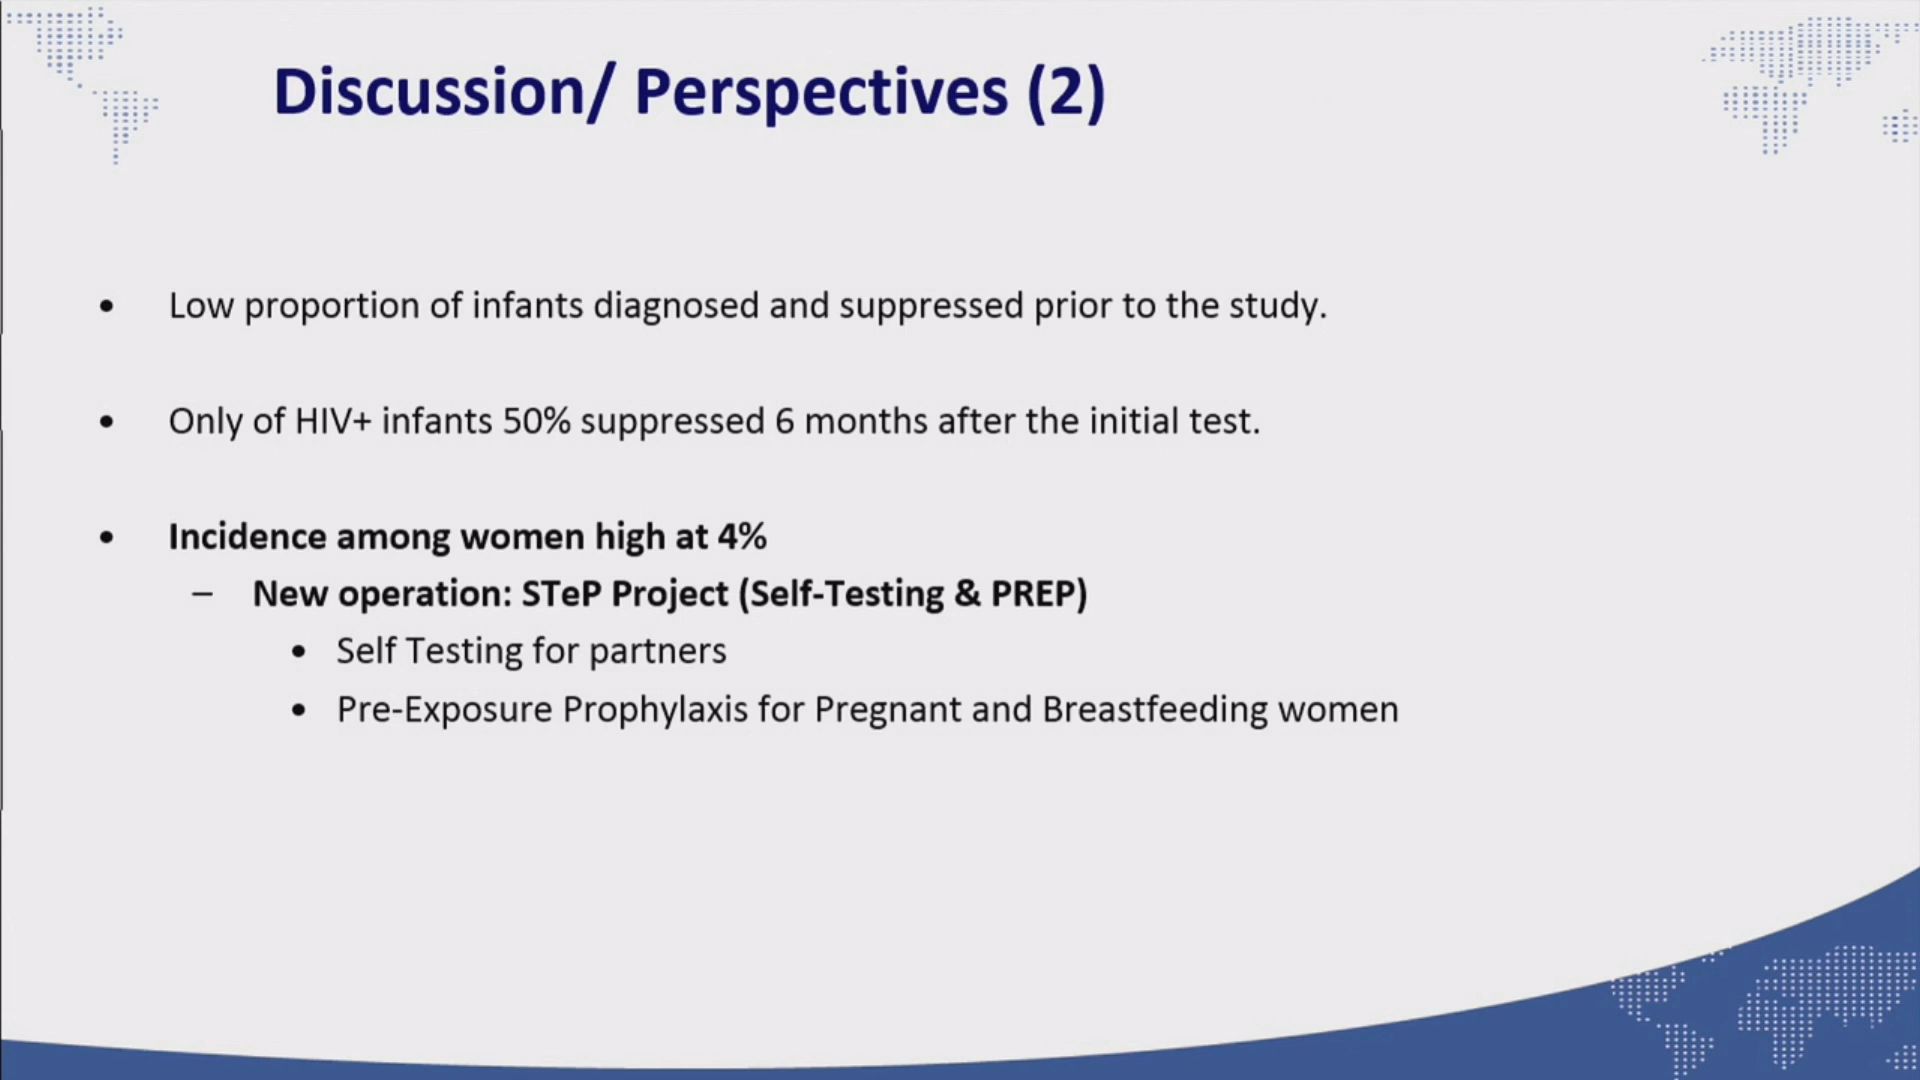 Discussion/ Perspectives (2)
• Low proportion of infants diagnosed and suppressed prior to the study.
• Only of HIV+ infants 50% suppressed 6 months after the initial test.
• Incidence among women high at 4%
– New operation: STeP Project (Self-Testing & PREP)
• Self Testing for partners
• Pre-Exposure Prophylaxis for Pregnant and Breastfeeding women